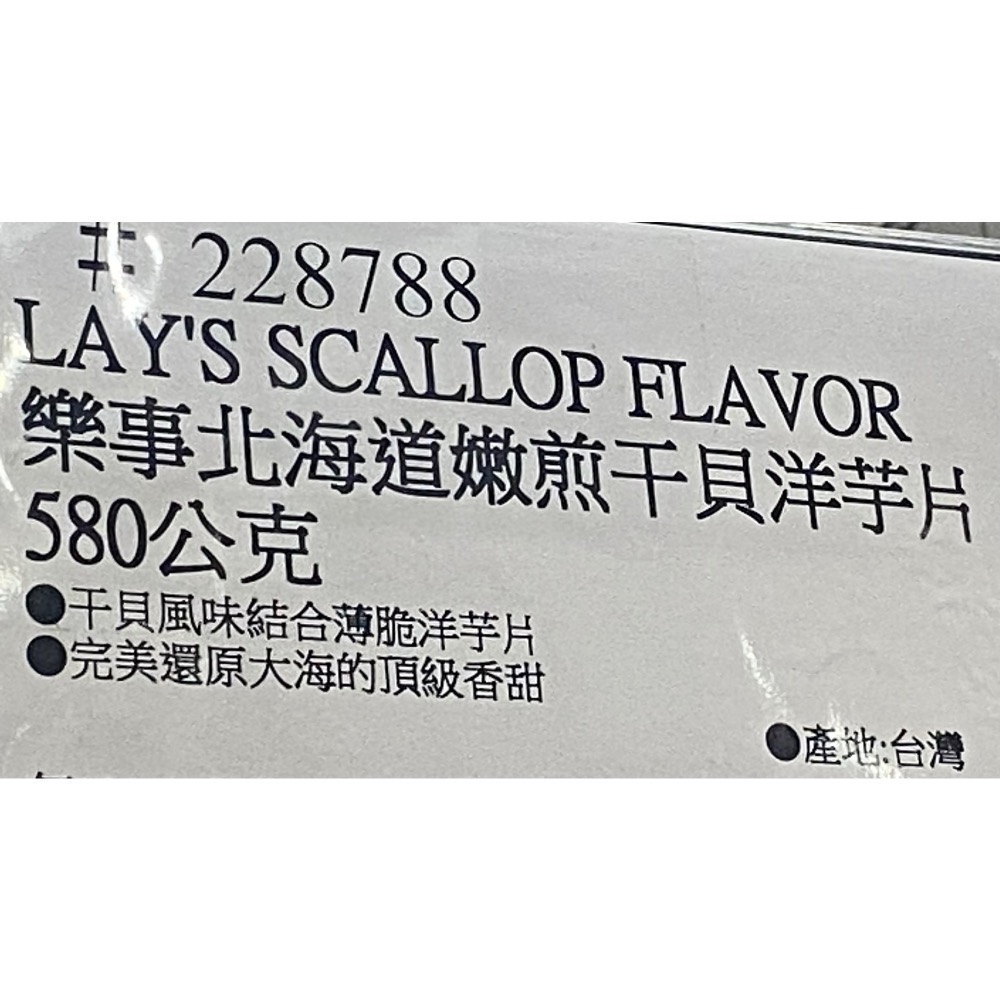 # 228788
LAY'S SCALLOP FLAVOR
樂事北海道嫩煎干貝洋芋片
580公克
●干貝風味結合薄脆洋芋片
●完美還原大海的頂級香甜
●產地:台灣